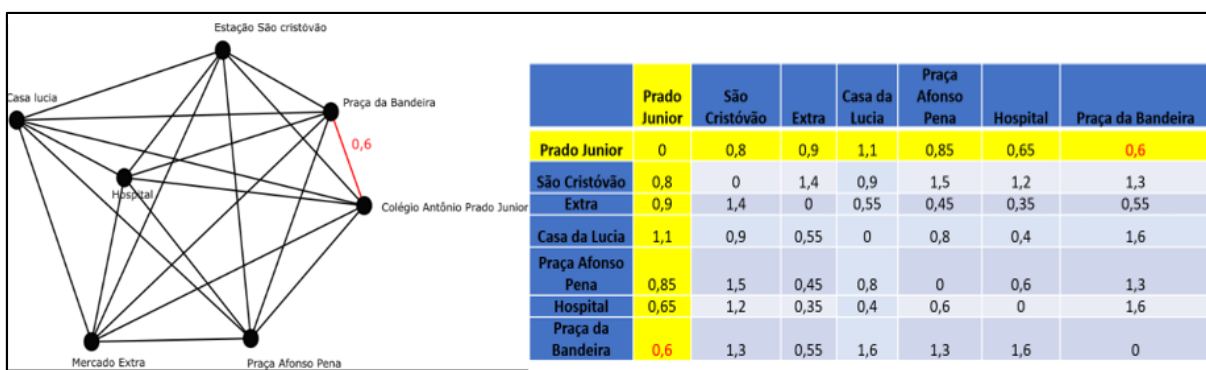 Estação São cristóvão
Casa lucia
Praça da Bandeira
0,6
Hospital
Colégio Antônio Prado Junior
Mercado Extra
Praça Afonso Pena
Prado Junior São Cristóvão Extra Casa da Lucia Praça Afonso Pena Hospital Praça da Bandeira
Prado Junior 0 0,8 0,9 1,1 0,85 0,65 0,6
São Cristóvão 0,8 0 1,4 0,9 1,5 1,2 1,3
Extra 0,9 1,4 0 0,55 0,45 0,35 0,55
Casa da Lucia 1,1 0,9 0,55 0 0,8 0,4 1,6
Praça Afonso Pena 0,85 1,5 0,45 0,8 0 0,6 1,3
Hospital 0,65 1,2 0,35 0,4 0,6 0 1,6
Praça da Bandeira 0,6 1,3 0,55 1,6 1,3 1,6 0